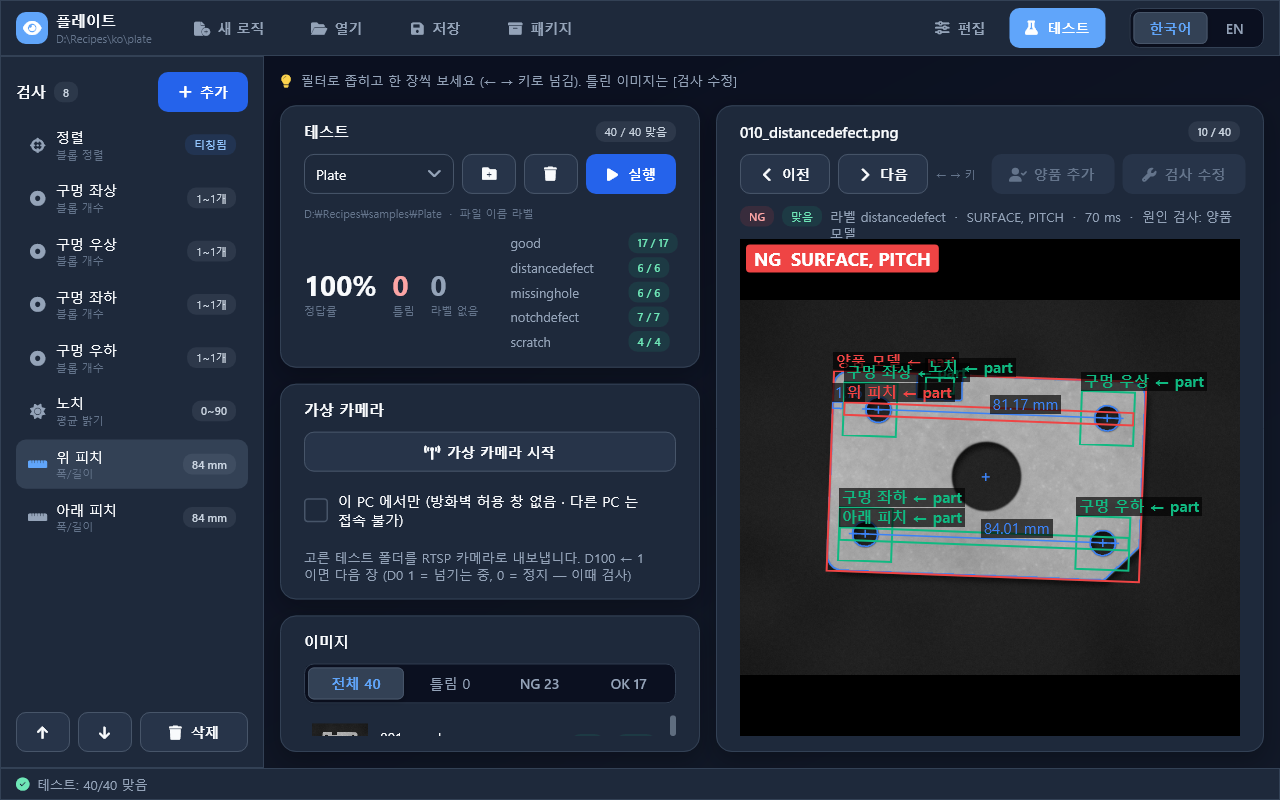 플레이트
D:\Recipes\ko\plate
새 로직
열기
저장
패키지
편집
테스트
한국어
EN
검사 8
추가
정렬
블롭 정렬
티칭됨
구멍 좌상
블롭 개수
1~1개
구멍 우상
블롭 개수
1~1개
구멍 좌하
블롭 개수
1~1개
구멍 우하
블롭 개수
1~1개
노치
평균 밝기
0~90
위 피치
폭/길이
84 mm
아래 피치
폭/길이
84 mm
삭제
필터로 좁히고 한 장씩 보세요 (← → 키로 넘김). 틀린 이미지는 [검사 수정]
테스트
40 / 40 맞음
Plate
실행
D:₩Recipes₩samples₩Plate · 파일 이름 라벨
100%
정답률
0
틀림
0
라벨 없음
good 17 / 17
distancedefect 6 / 6
missinghole 6 / 6
notchdefect 7 / 7
scratch 4 / 4
가상 카메라
가상 카메라 시작
이 PC 에서만 (방화벽 허용 창 없음 · 다른 PC 는
접속 불가)
고른 테스트 폴더를 RTSP 카메라로 내보냅니다. D100 ← 1
이면 다음 장 (D0 1 = 넘기는 중, 0 = 정지 — 이때 검사)
이미지
전체 40
틀림 0
NG 23
OK 17
010_distancedefect.png
10 / 40
이전
다음
← → 키
양품 추가
검사 수정
NG 맞음 라벨 distancedefect · SURFACE, PITCH · 70 ms · 원인 검사: 양품
모델
NG SURFACE, PITCH
양품 모델 ←
구멍 좌상 ←
노치 ← part
위 피치 ← part
구멍 우상 ← part
81.17 mm
구멍 좌하 ← part
아래 피치 ← part
구멍 우하 ← part
84.01 mm
테스트: 40/40 맞음